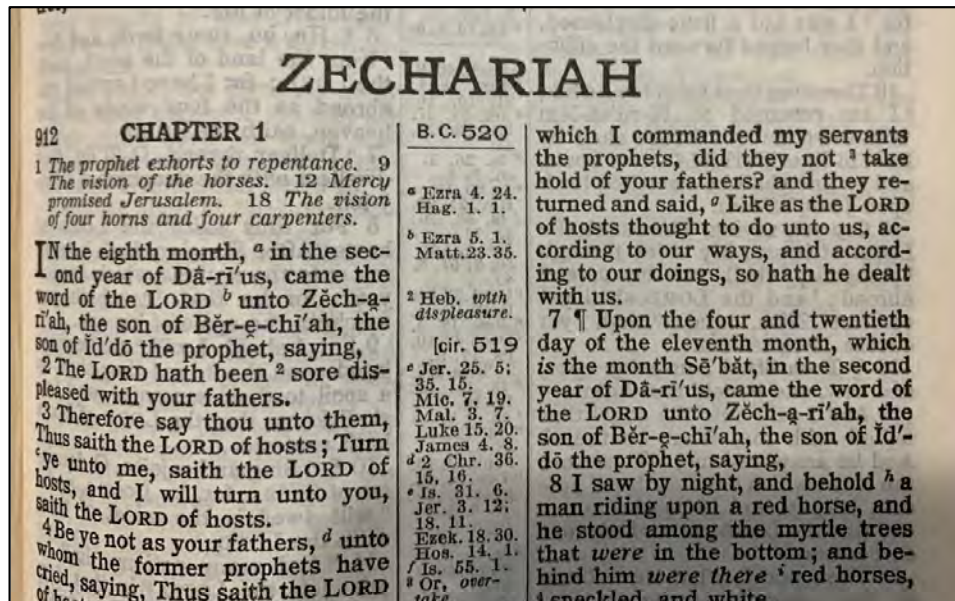 ZECHARIAH
912 CHAPTER 1
1 The prophet exhorts to repentance. 9
The vision of the horses. 12 Mercy
promised Jerusalem. 18 The vision
of four horns and four carpenters.
IN the eighth month, a in the sec-
ond year of Dâ-rī′us, came the
word of the LORD b unto Zĕch-a̤-
rī′ah, the son of Bĕr-e̤-chī′ah, the
son of Ĭd′dō the prophet, saying,
2 The LORD hath been 2 sore dis-
pleased with your fathers.
3 Therefore say thou unto them,
Thus saith the LORD of hosts; Turn
c ye unto me, saith the LORD of
hosts, and I will turn unto you,
saith the LORD of hosts.
4 Be ye not as your fathers, d unto
whom the former prophets have
cried, saying, Thus saith the LORD
B.C. 520
a Ezra 4. 24.
Hag. 1. 1.
b Ezra 5. 1.
Matt.23.35.
2 Heb. with
displeasure.
[cir. 519
c Jer. 25. 5;
35. 15.
Mic. 7. 19.
Mal. 3. 7.
Luke 15. 20.
James 4. 8.
d 2 Chr. 36.
15, 16.
e Is. 31. 6.
Jer. 3. 12;
18. 11.
Ezek.18.30.
Hos. 14. 1.
f Is. 55. 1.
3 Or, over-
take.
which I commanded my servants
the prophets, did they not 3 take
hold of your fathers? and they re-
turned and said, g Like as the LORD
of hosts thought to do unto us, ac-
cording to our ways, and accord-
ing to our doings, so hath he dealt
with us.
7 ¶ Upon the four and twentieth
day of the eleventh month, which
is the month Sē′băt, in the second
year of Dâ-rī′us, came the word of
the LORD unto Zĕch-a̤-rī′ah, the
son of Bĕr-e̤-chī′ah, the son of Ĭd′-
dō the prophet, saying,
8 I saw by night, and behold h a
man riding upon a red horse, and
he stood among the myrtle trees
that were in the bottom; and be-
hind him were there i red horses,
4 speckled, and white.